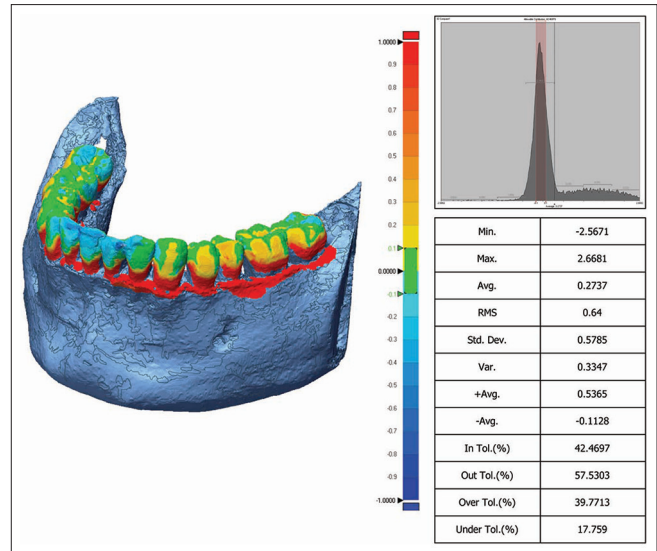 1.0000
0.9
0.8
0.7
0.6
0.5
0.4
0.3
0.2
0.1
0.0000
-0.1
-0.2
-0.3
-0.4
-0.5
-0.6
-0.7
-0.8
-0.9
-1.0000
Min. -2.5671
Max. 2.6681
Avg. 0.2737
RMS 0.64
Std. Dev. 0.5785
Var. 0.3347
+Avg. 0.5365
-Avg. -0.1128
In Tol.(%) 42.4697
Out Tol.(%) 57.5303
Over Tol.(%) 39.7713
Under Tol.(%) 17.759